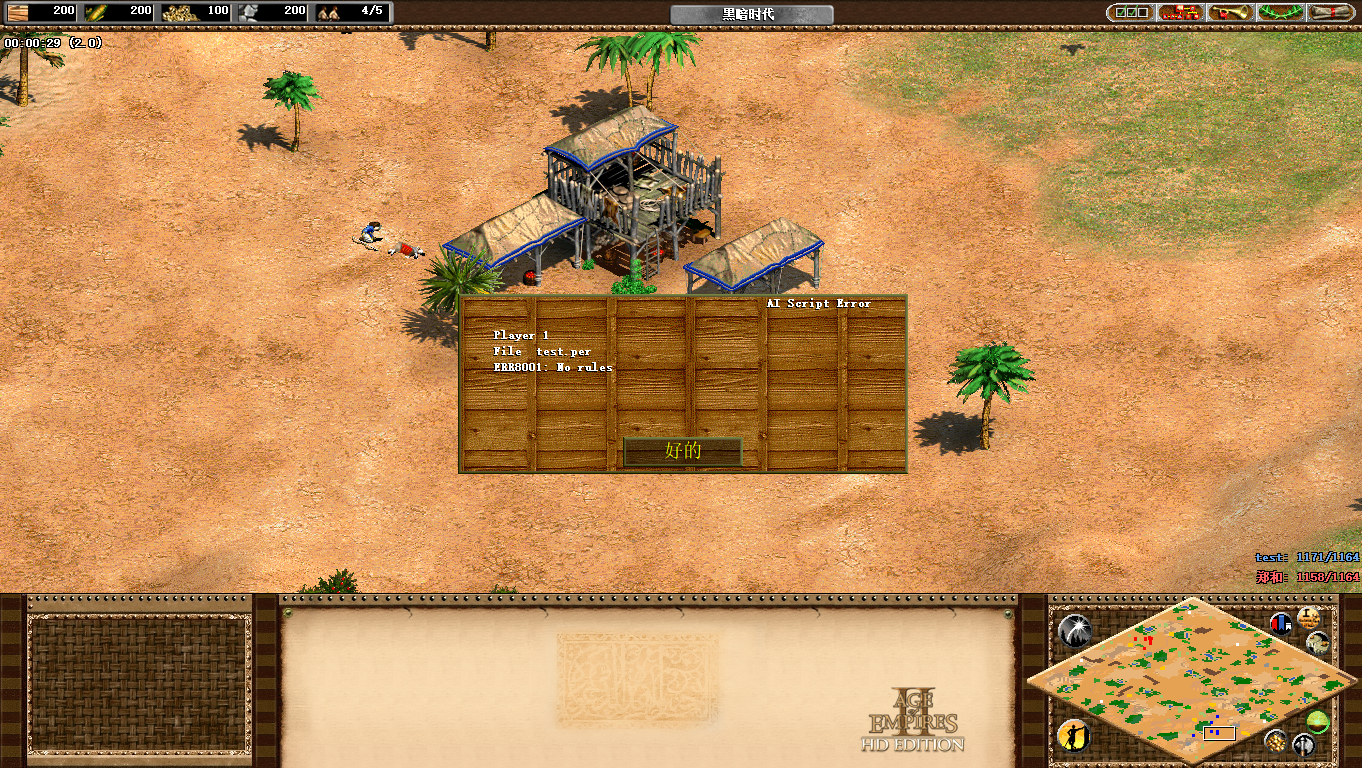 200
200
100
200
4/5
黑暗时代
00:00:29 (2.0)
AI Script Error
Player 1
File test.per
ERR8001: No rules
好的
test: 1171/1164
郑和: 1158/1164
AGE
II
EMPIRES
HD EDITION